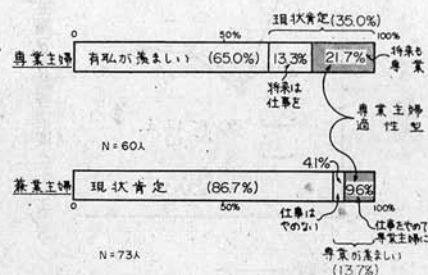 現状肯定(35.0%)
0 50% 100%
専業主婦 有職が羨ましい (65.0%) 13.3% 21.7% 将来も専業
将来は仕事を
専業主婦適性型
N=60人
4.1%
兼業主婦 現状肯定 (86.7%) 9.6%
0 50% 100%
仕事はやめない
仕事をやめて専業主婦に
専業が羨ましい
(13.7%)
N=73人